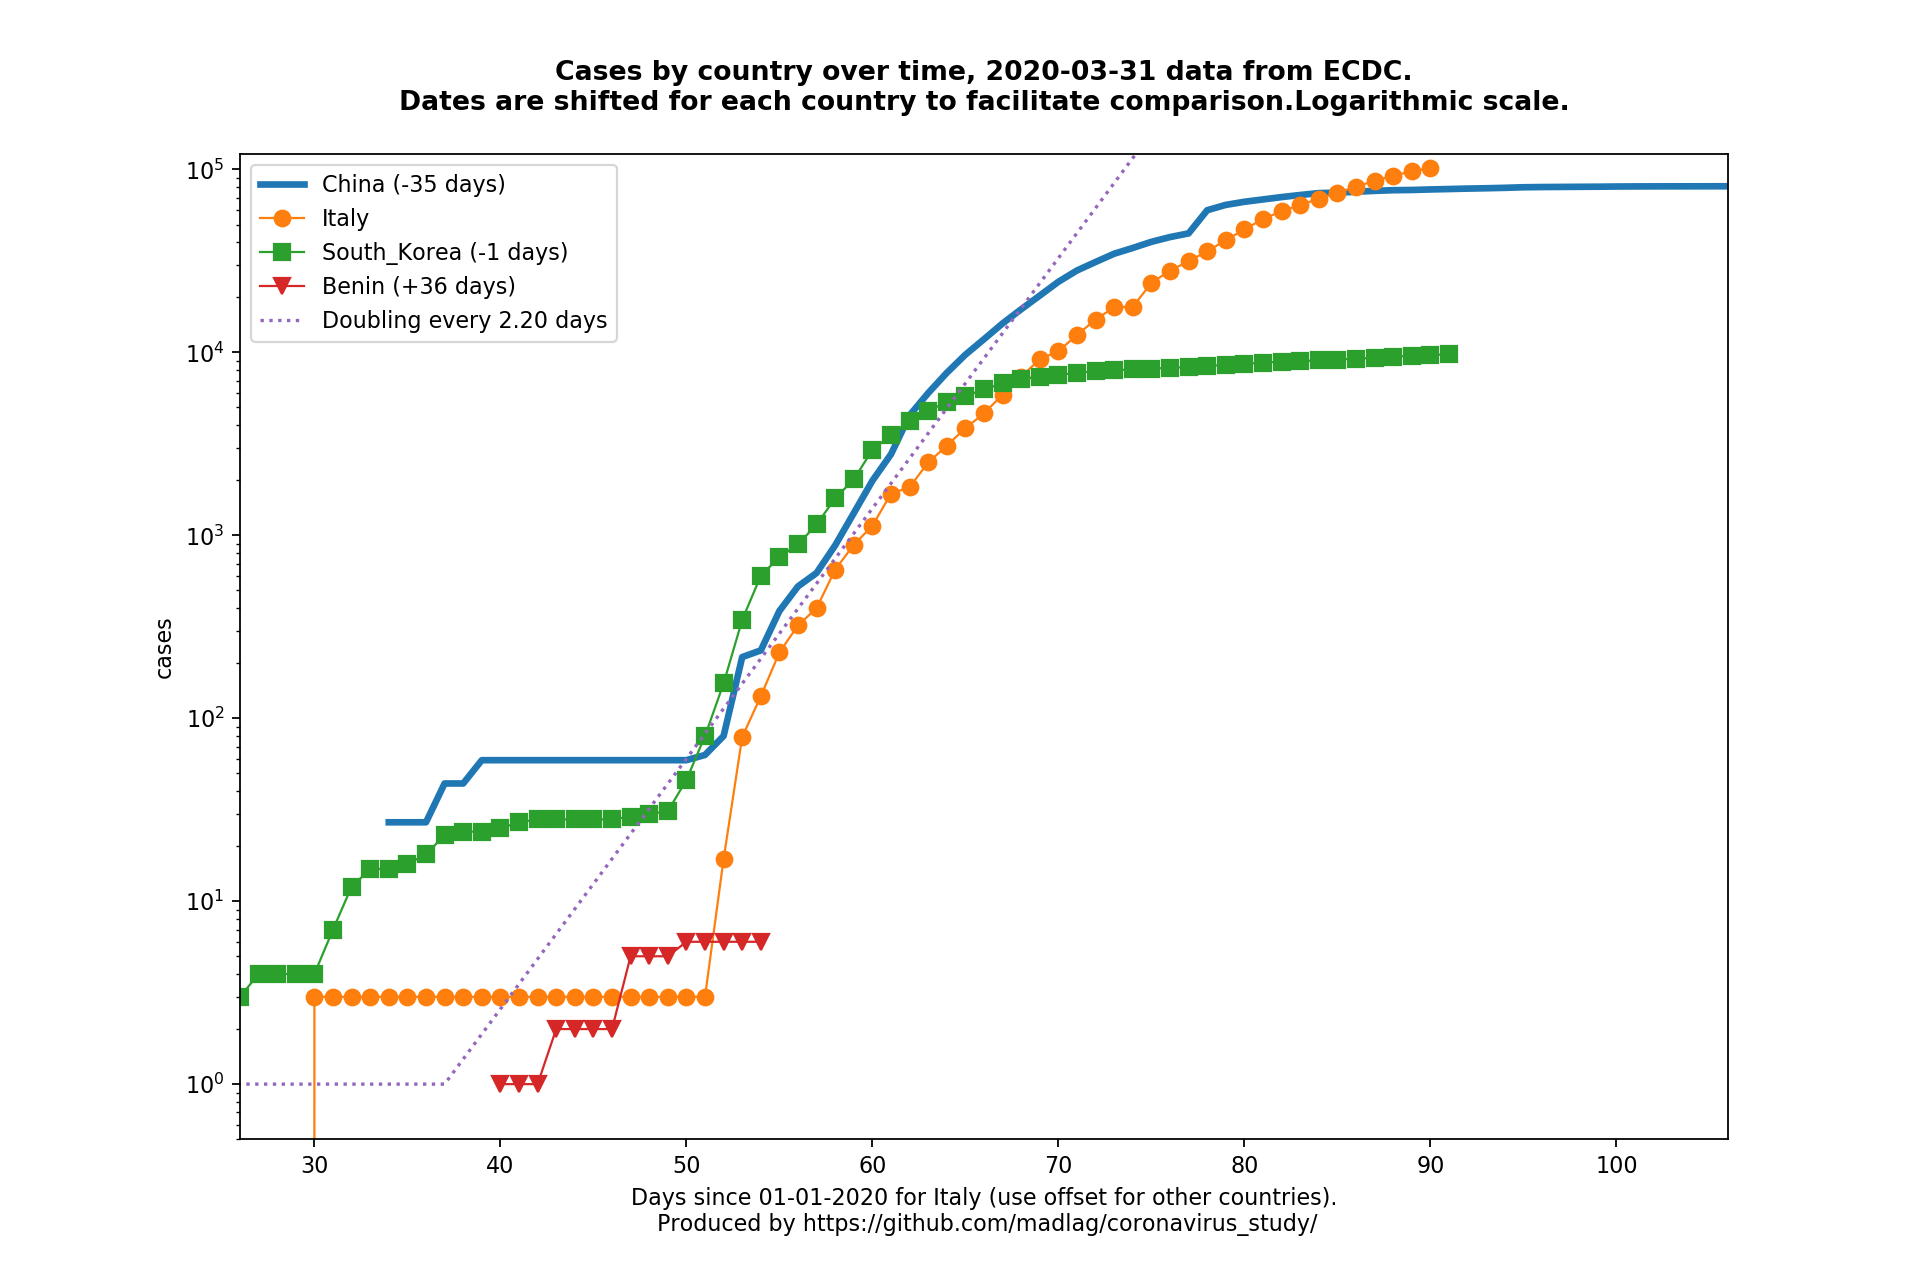 Cases by country over time, 2020-03-31 data from ECDC.
Dates are shifted for each country to facilitate comparison.Logarithmic scale.
China (-35 days)
Italy
South_Korea (-1 days)
Benin (+36 days)
Doubling every 2.20 days
cases
10⁵
10⁴
10³
10²
10¹
10⁰
30 40 50 60 70 80 90 100
Days since 01-01-2020 for Italy (use offset for other countries).
Produced by https://github.com/madlag/coronavirus_study/